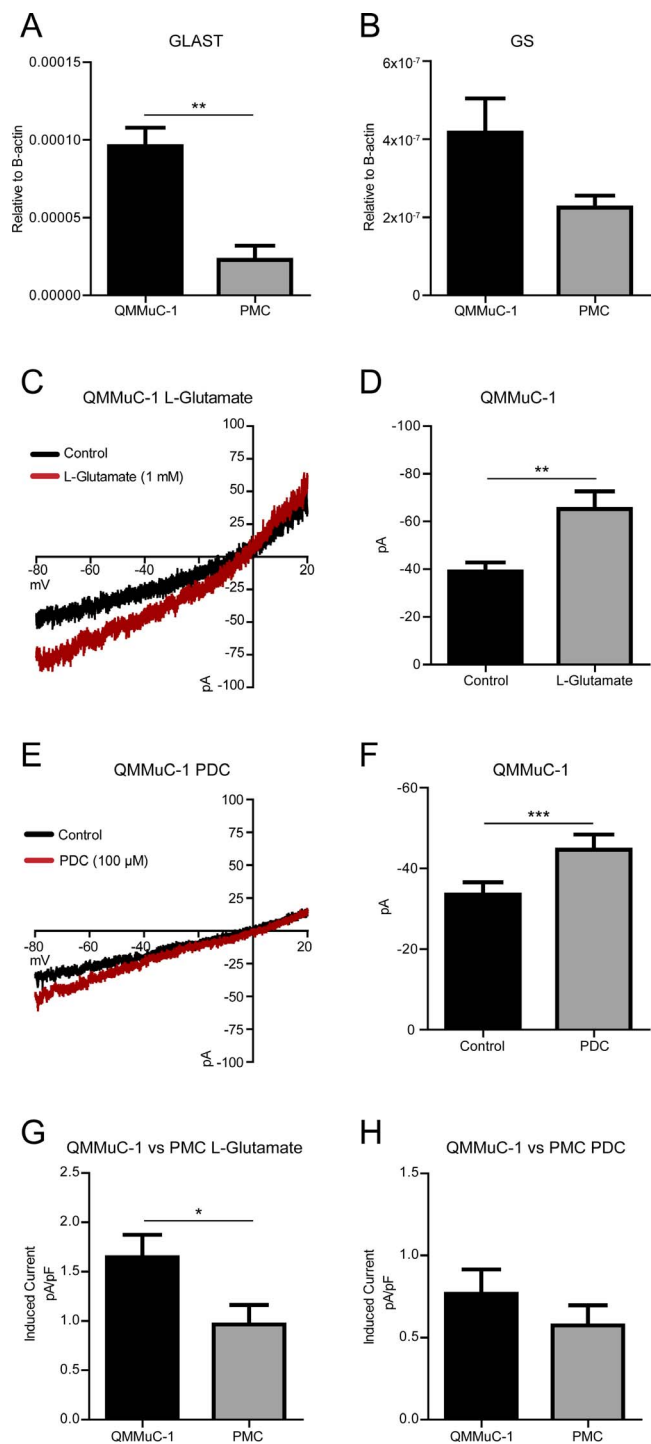 A
GLAST
0.00015
0.00010
0.00005
0.00000
Relative to B-actin
**
QMMuC-1 PMC
B
GS
6x10-7
4x10-7
2x10-7
0
Relative to B-actin
QMMuC-1 PMC
C
QMMuC-1 L-Glutamate
Control
L-Glutamate (1 mM)
100
75
50
25
-80 -60 -40 -20 20
mV
-25
-50
-75
-100
pA
D
QMMuC-1
-100
-80
-60
-40
-20
0
pA
**
Control L-Glutamate
E
QMMuC-1 PDC
Control
PDC (100 µM)
100
75
50
25
-80 -60 -40 -20 20
mV
-25
-50
-75
-100
pA
F
QMMuC-1
-60
-40
-20
0
pA
***
Control PDC
G
QMMuC-1 vs PMC L-Glutamate
2.5
2.0
1.5
1.0
0.5
0.0
Induced Current
pA/pF
*
QMMuC-1 PMC
H
QMMuC-1 vs PMC PDC
1.5
1.0
0.5
0.0
Induced Current
pA/pF
QMMuC-1 PMC